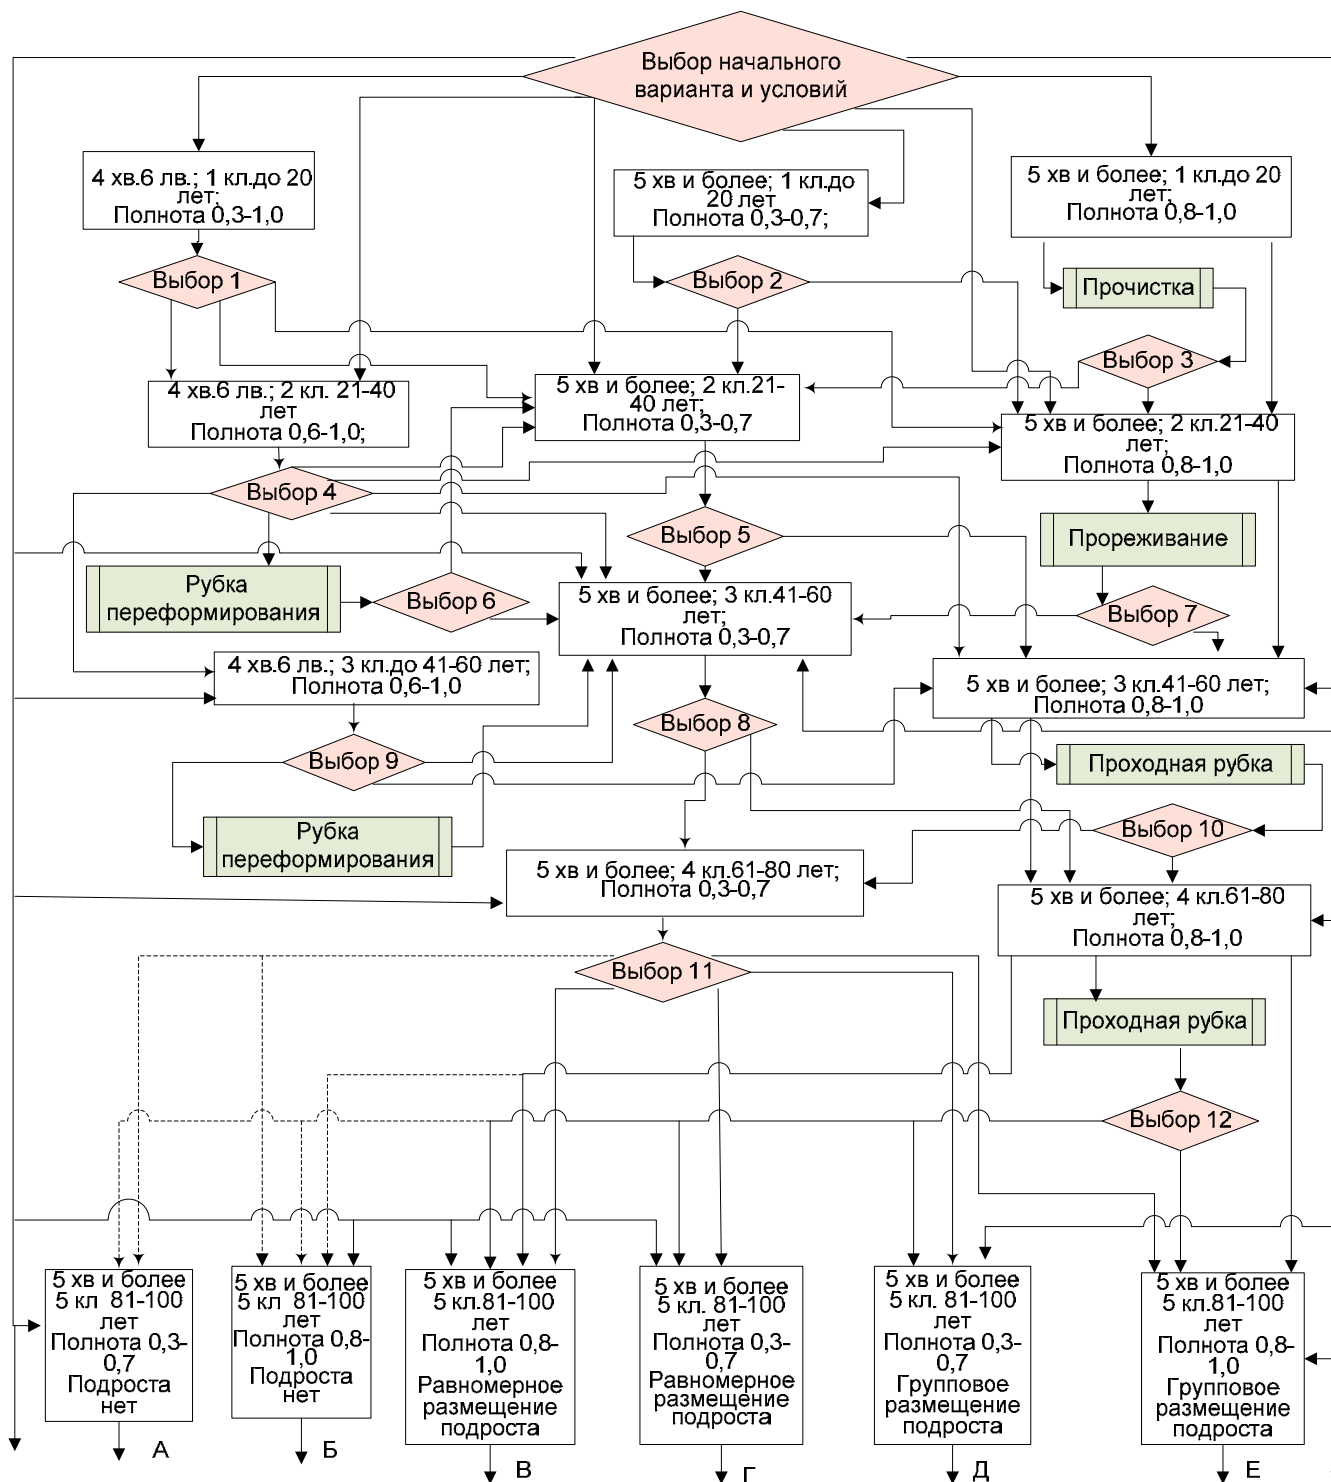 Выбор начального
варианта и условий
4 хв.6 лв.; 1 кл.до 20
лет;
Полнота 0,3-1,0
5 хв и более; 1 кл.до
20 лет
Полнота 0,3-0,7;
5 хв и более; 1 кл.до 20
лет;
Полнота 0,8-1,0
Выбор 1
Выбор 2
Прочистка
Выбор 3
4 хв.6 лв.; 2 кл. 21-40
лет
Полнота 0,6-1,0;
5 хв и более; 2 кл.21-
40 лет;
Полнота 0,3-0,7
5 хв и более; 2 кл.21-40
лет;
Полнота 0,8-1,0
Выбор 4
Выбор 5
Прореживание
Рубка
переформирования
Выбор 6
5 хв и более; 3 кл.41-60
лет;
Полнота 0,3-0,7
Выбор 7
4 хв.6 лв.; 3 кл.до 41-60 лет;
Полнота 0,6-1,0
5 хв и более; 3 кл.41-60 лет;
Полнота 0,8-1,0
Выбор 8
Выбор 9
Проходная рубка
Рубка
переформирования
Выбор 10
5 хв и более; 4 кл.61-80 лет;
Полнота 0,3-0,7
5 хв и более; 4 кл.61-80
лет;
Полнота 0,8-1,0
Выбор 11
Проходная рубка
Выбор 12
5 хв и более
5 кл 81-100
лет
Полнота 0,3-
0,7
Подроста
нет
5 хв и более
5 кл 81-100
лет
Полнота 0,8-
1,0
Подроста
нет
5 хв и более
5 кл.81-100
лет
Полнота 0,8-
1,0
Равномерное
размещение
подроста
5 хв и более
5 кл. 81-100
лет
Полнота 0,3-
0,7
Равномерное
размещение
подроста
5 хв и более
5 кл. 81-100
лет
Полнота 0,3-
0,7
Групповое
размещение
подроста
5 хв и более
5 кл.81-100
лет
Полнота 0,8-
1,0
Групповое
размещение
подроста
А
Б
В
Г
Д
Е